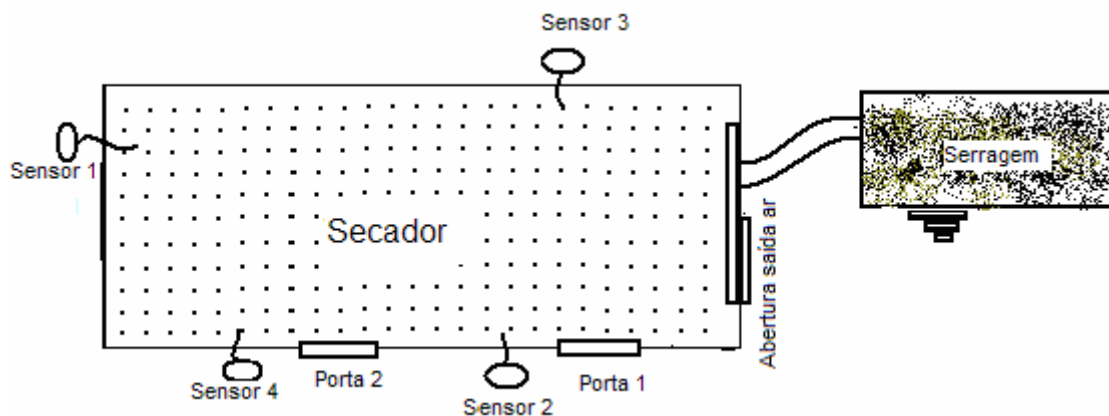 Sensor 3
Sensor 1
Serragem
Secador
Abertura saída ar
Sensor 4
Porta 2
Sensor 2
Porta 1